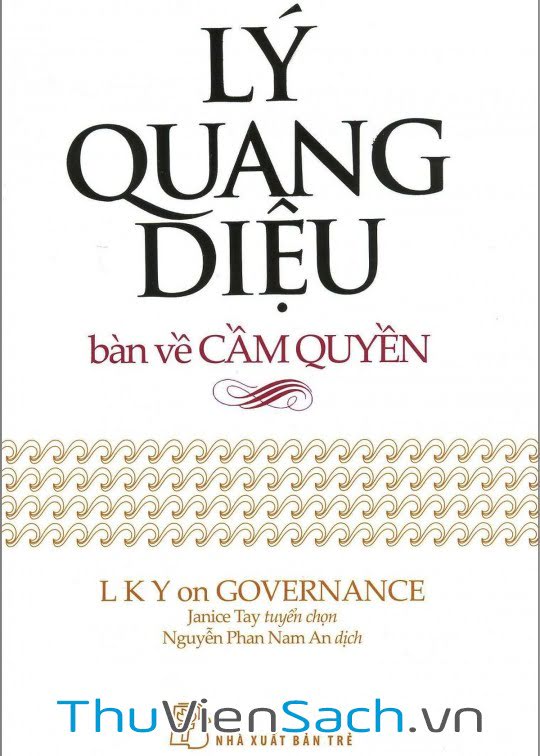 LÝ
QUANG
DIỆU
bàn về CẦM QUYỀN
L K Y on GOVERNANCE
Janice Tay tuyển chọn
Nguyễn Phan Nam An dịch
ThuVienSach.vn
NHÀ XUẤT BẢN TRẺ